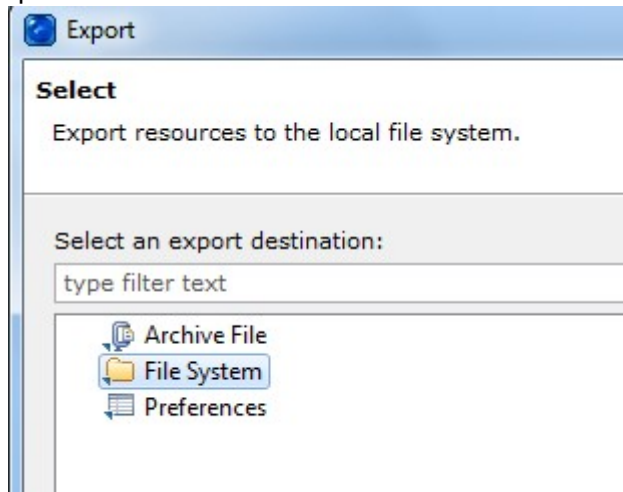 Export
Select
Export resources to the local file system.
Select an export destination:
type filter text
Archive File
File System
Preferences